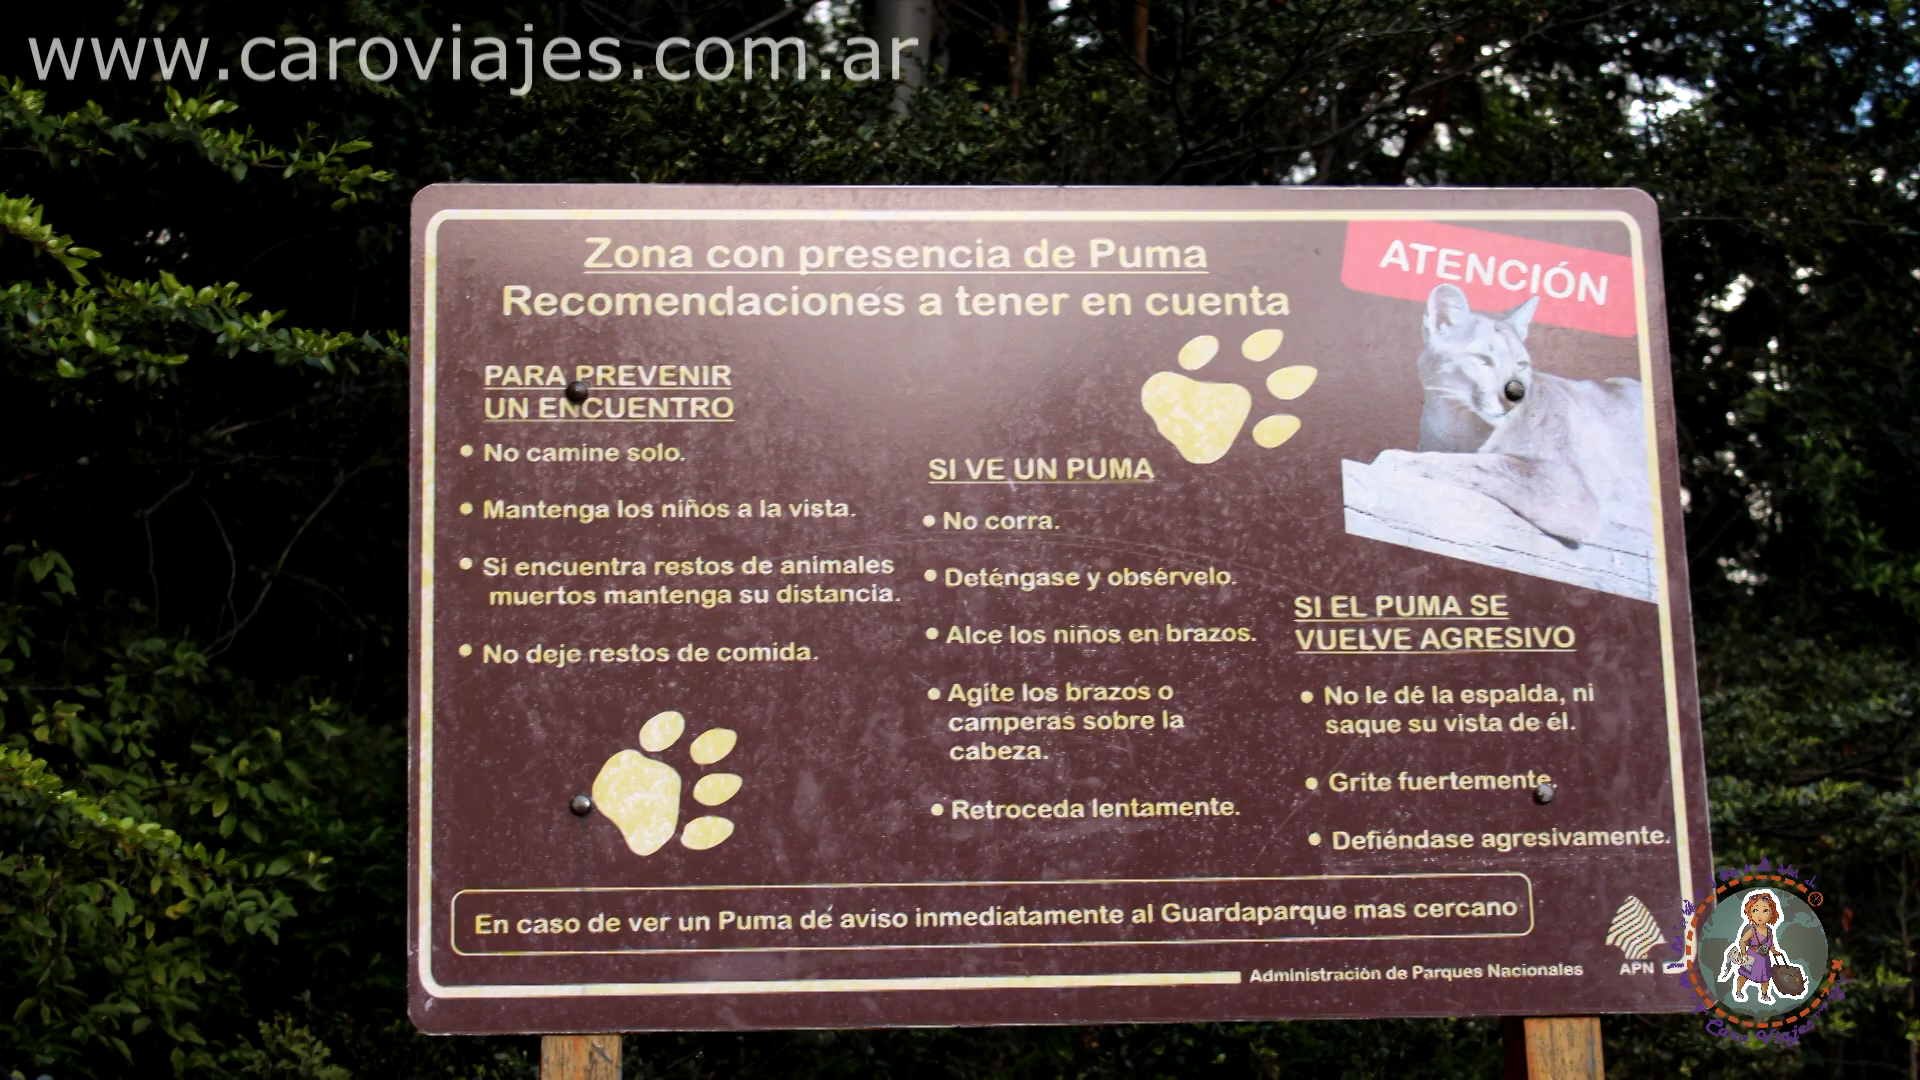 www.caroviajes.com.ar
Zona con presencia de Puma
Recomendaciones a tener en cuenta
ATENCIÓN
PARA PREVENIR
UN ENCUENTRO
• No camine solo.
• Mantenga los niños a la vista.
• Si encuentra restos de animales
muertos mantenga su distancia.
• No deje restos de comida.
SI VE UN PUMA
• No corra.
• Deténgase y obsérvelo.
• Alce los niños en brazos.
• Agite los brazos o
camperas sobre la
cabeza.
• Retroceda lentamente.
SI EL PUMA SE
VUELVE AGRESIVO
• No le dé la espalda, ni
saque su vista de él.
• Grite fuertemente.
• Defiéndase agresivamente.
En caso de ver un Puma de aviso inmediatamente al Guardaparque mas cercano
Administración de Parques Nacionales
APN